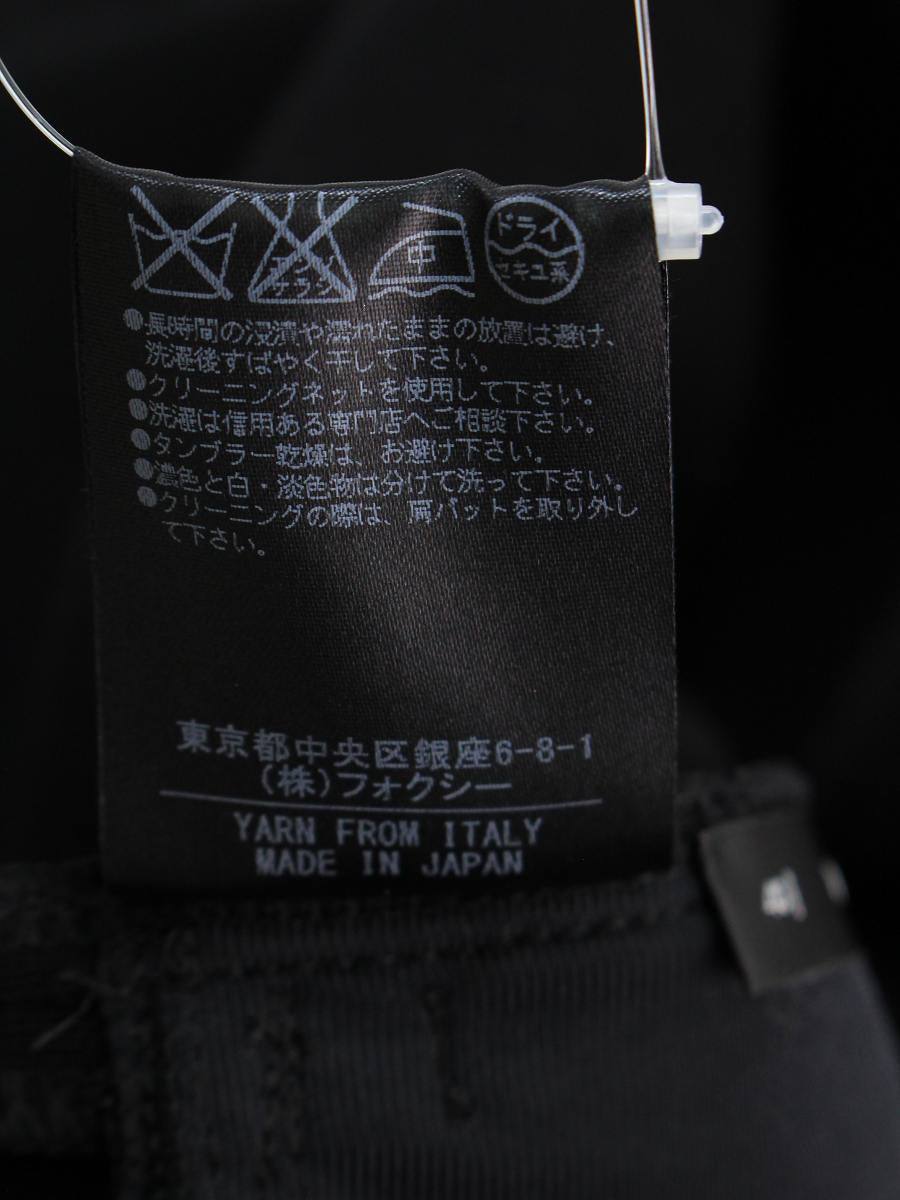 エンソ
サラシ
中
ドライ
セキユ系
●長時間の浸漬や濡れたままの放置は避け、
洗濯後すばやく干して下さい。
●クリーニングネットを使用して下さい。
●洗濯は信用ある専門店へご相談下さい。
●タンブラー乾燥は、お避け下さい。
●濃色と白・淡色物は分けて洗って下さい。
●クリーニングの際は、肩パットを取り外し
て下さい。
東京都中央区銀座6-8-1
(株)フォクシー
YARN FROM ITALY
MADE IN JAPAN